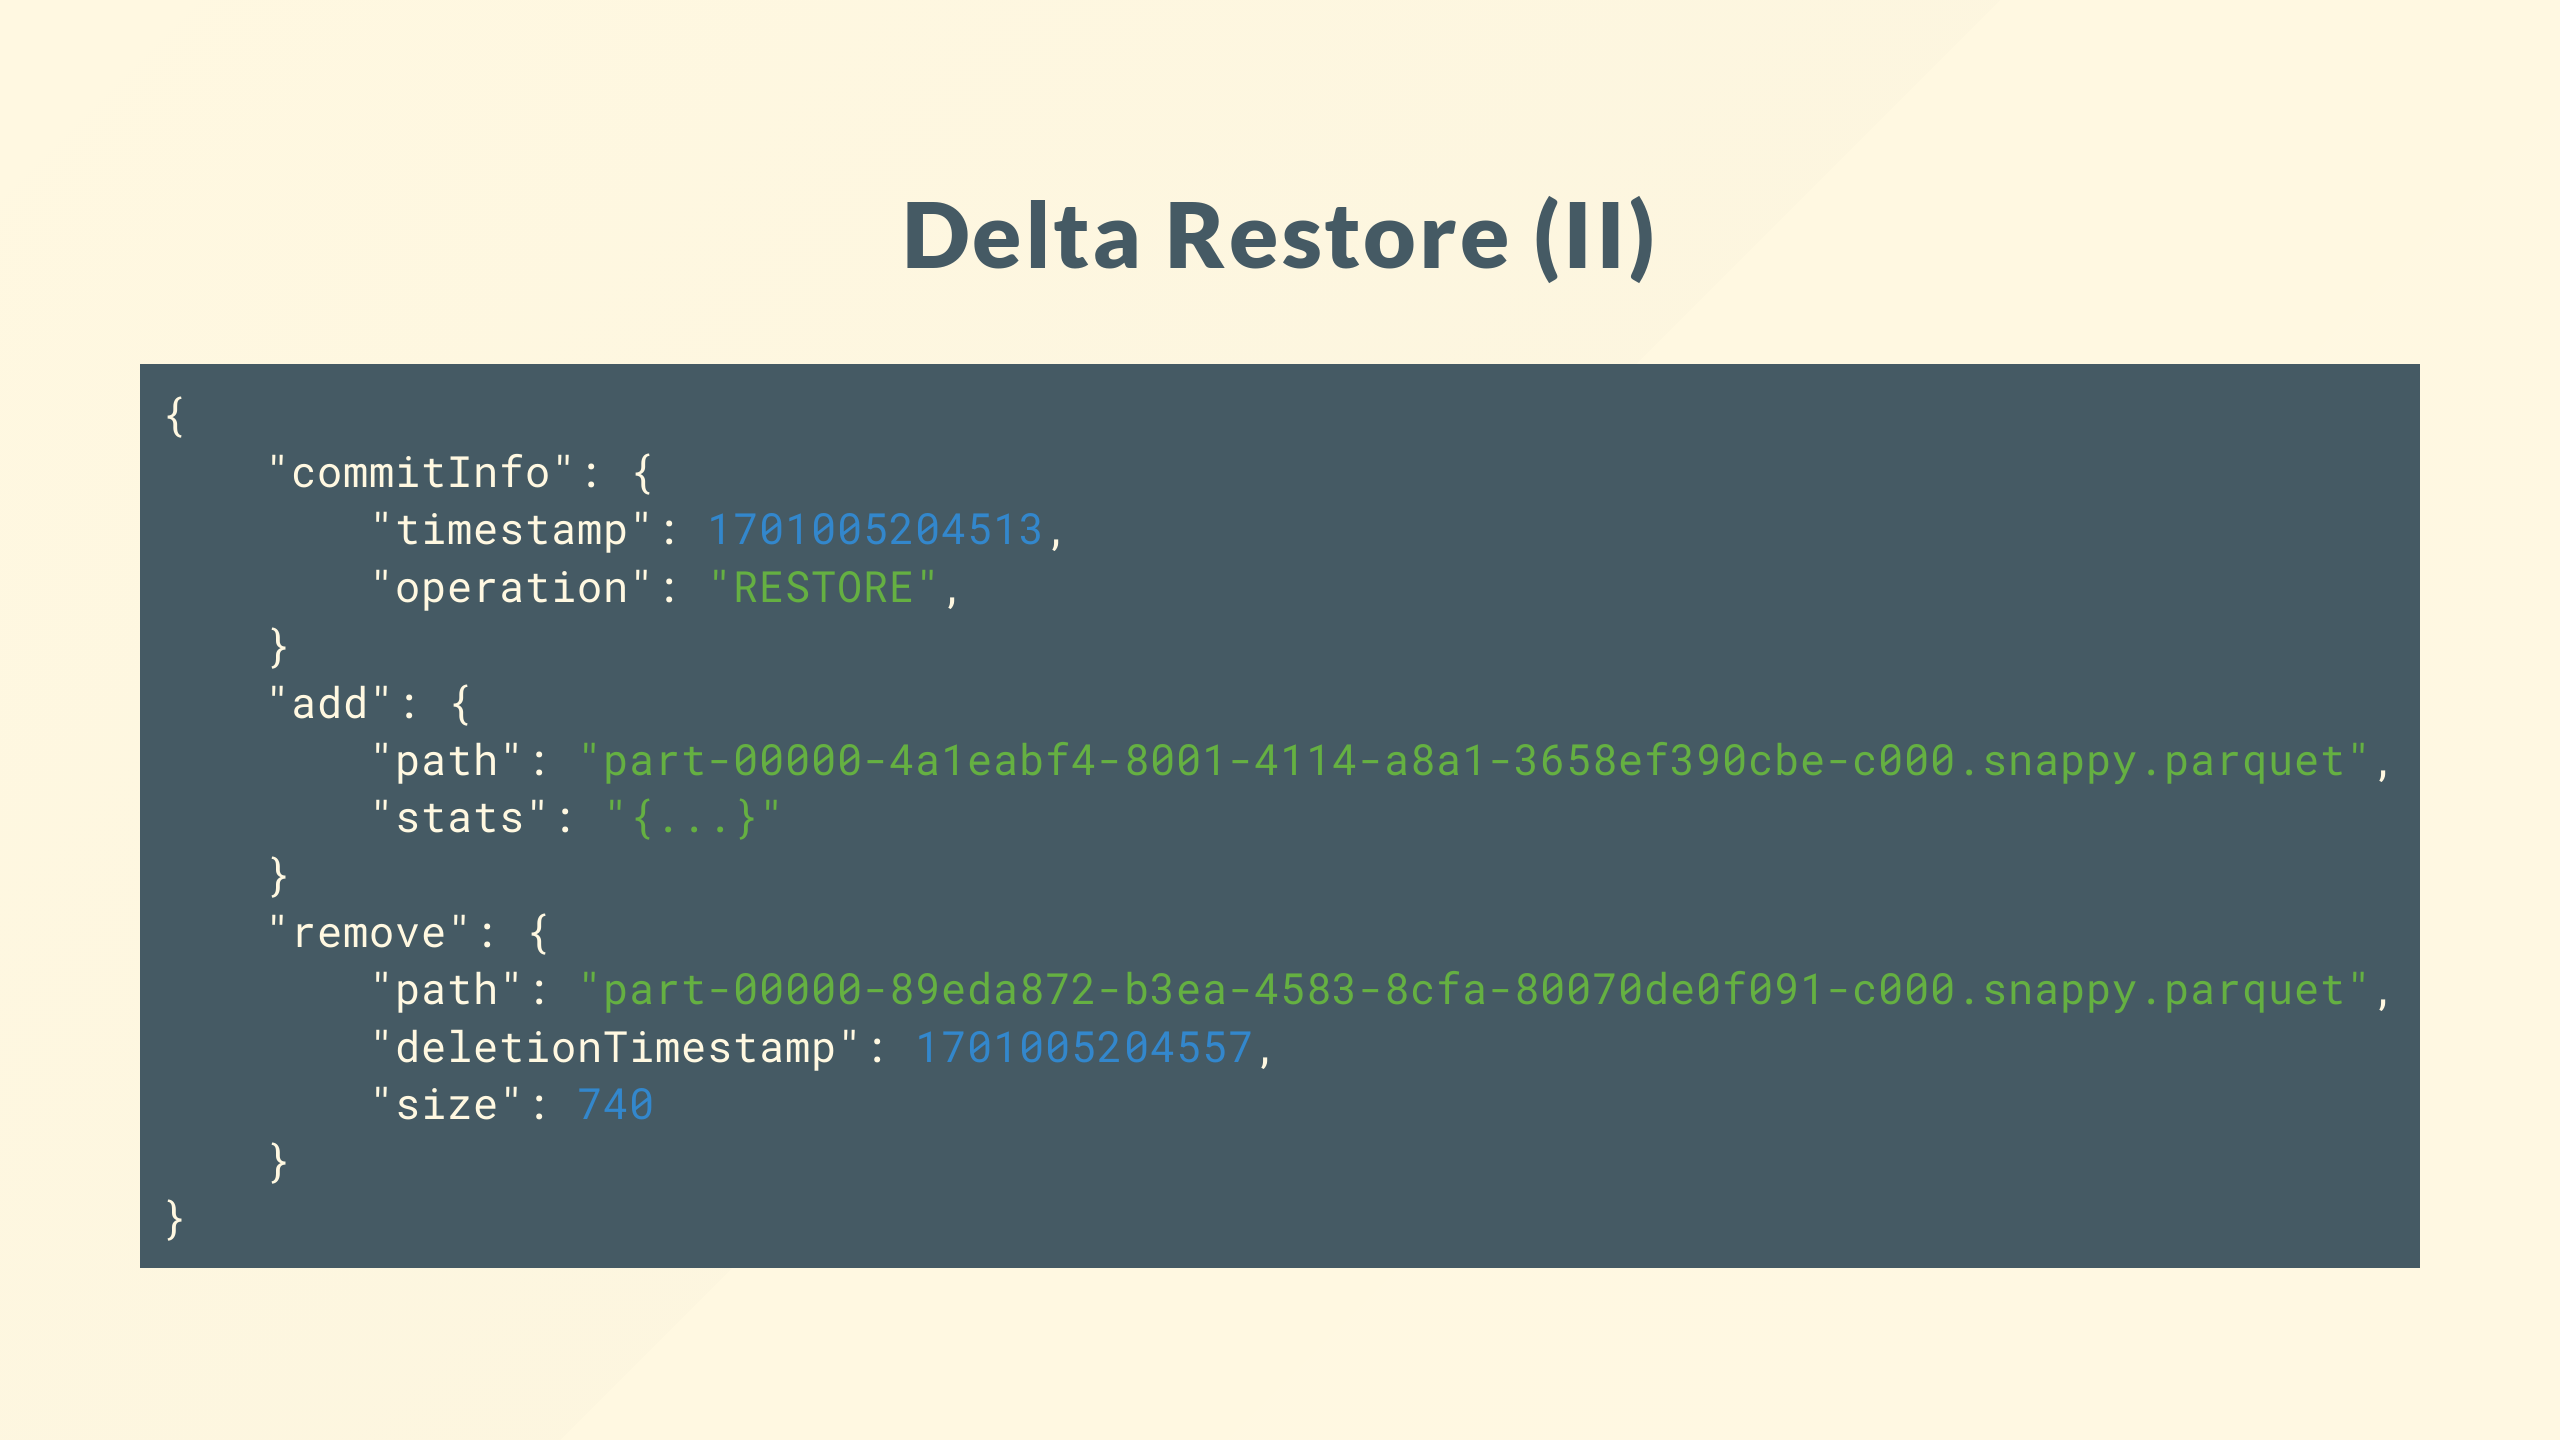 Delta Restore (II)
{
    "commitInfo": {
        "timestamp": 1701005204513,
        "operation": "RESTORE",
    }
    "add": {
        "path": "part-00000-4a1eabf4-8001-4114-a8a1-3658ef390cbe-c000.snappy.parquet",
        "stats": "{...}"
    }
    "remove": {
        "path": "part-00000-89eda872-b3ea-4583-8cfa-80070de0f091-c000.snappy.parquet",
        "deletionTimestamp": 1701005204557,
        "size": 740
    }
}